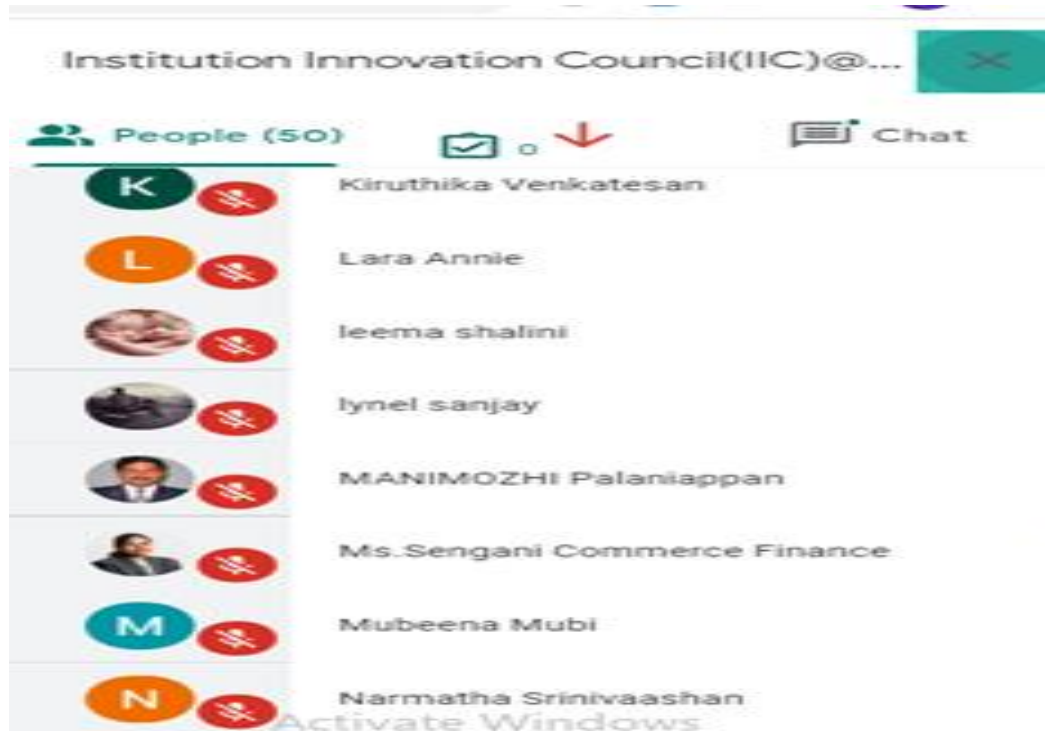 Institution Innovation Council(IIC)@...
People (50) 0 Chat
K Kiruthika Venkatesan
L Lara Annie
leema shalini
lynel sanjay
MANIMOZHI Palaniappan
Ms.Sengani Commerce Finance
M Mubeena Mubi
N Narmatha Srinivaashan
Activate Windows